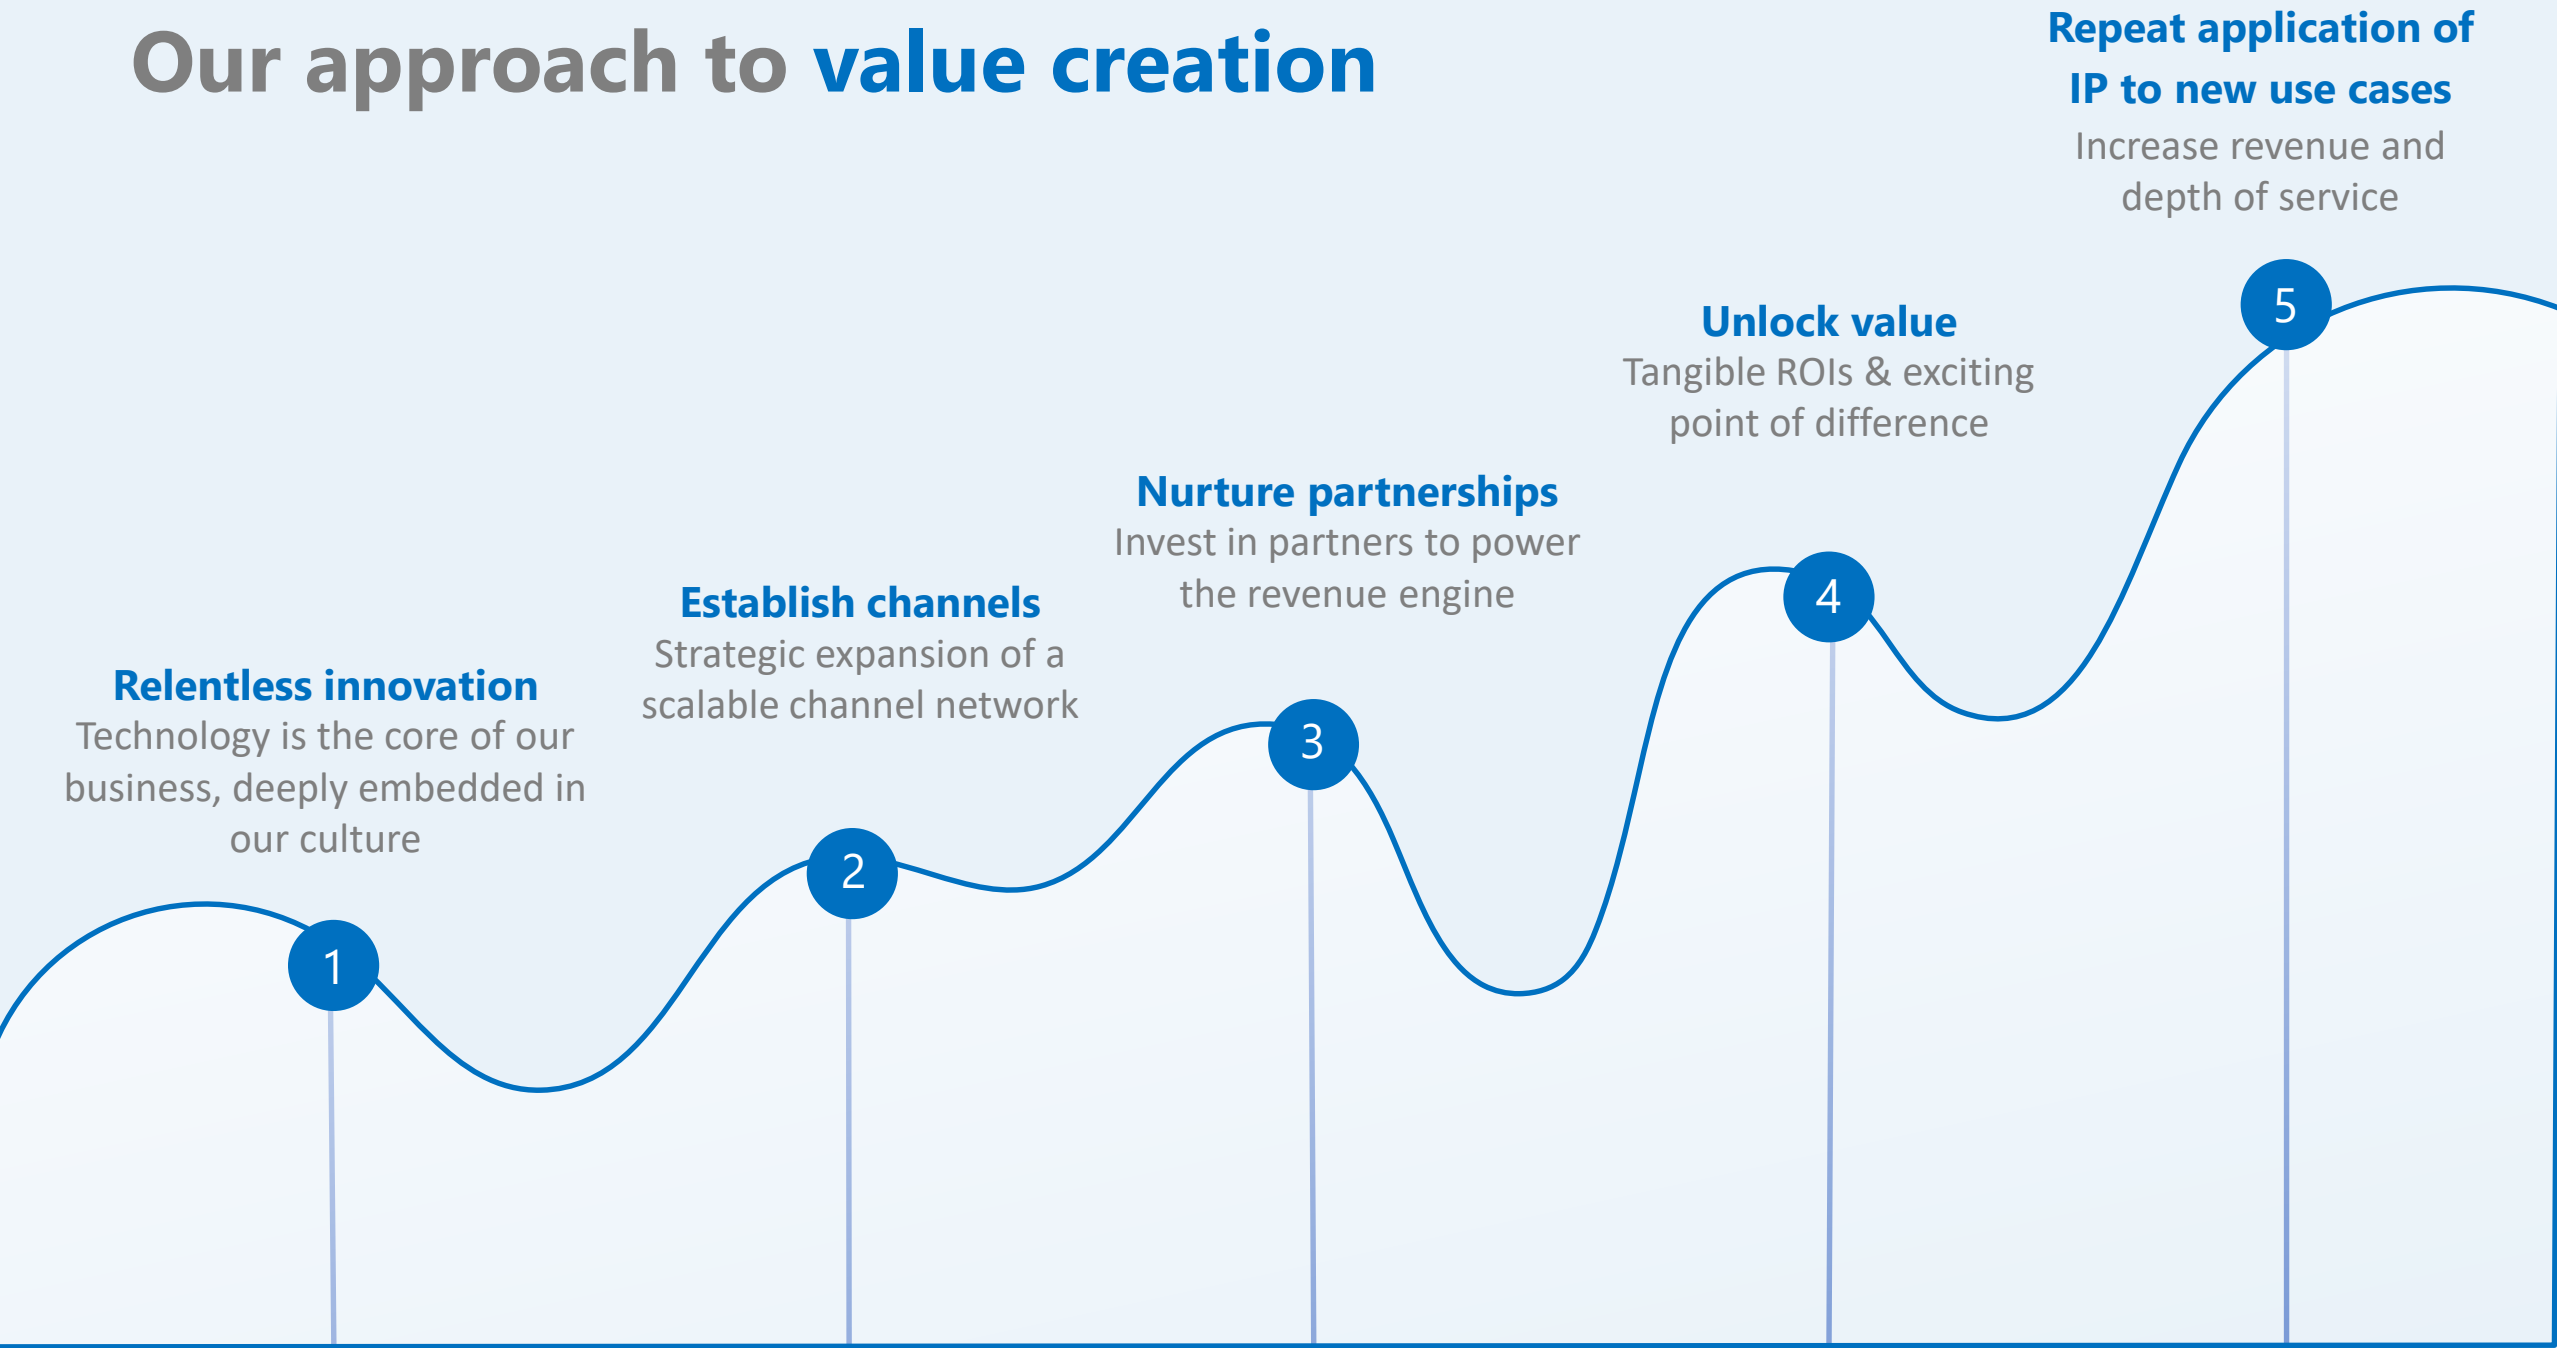 Our approach to value creation
Relentless innovation
Technology is the core of our
business, deeply embedded in
our culture
1
Establish channels
Strategic expansion of a
scalable channel network
2
Nurture partnerships
Invest in partners to power
the revenue engine
3
Unlock value
Tangible ROIs & exciting
point of difference
4
Repeat application of
IP to new use cases
Increase revenue and
depth of service
5